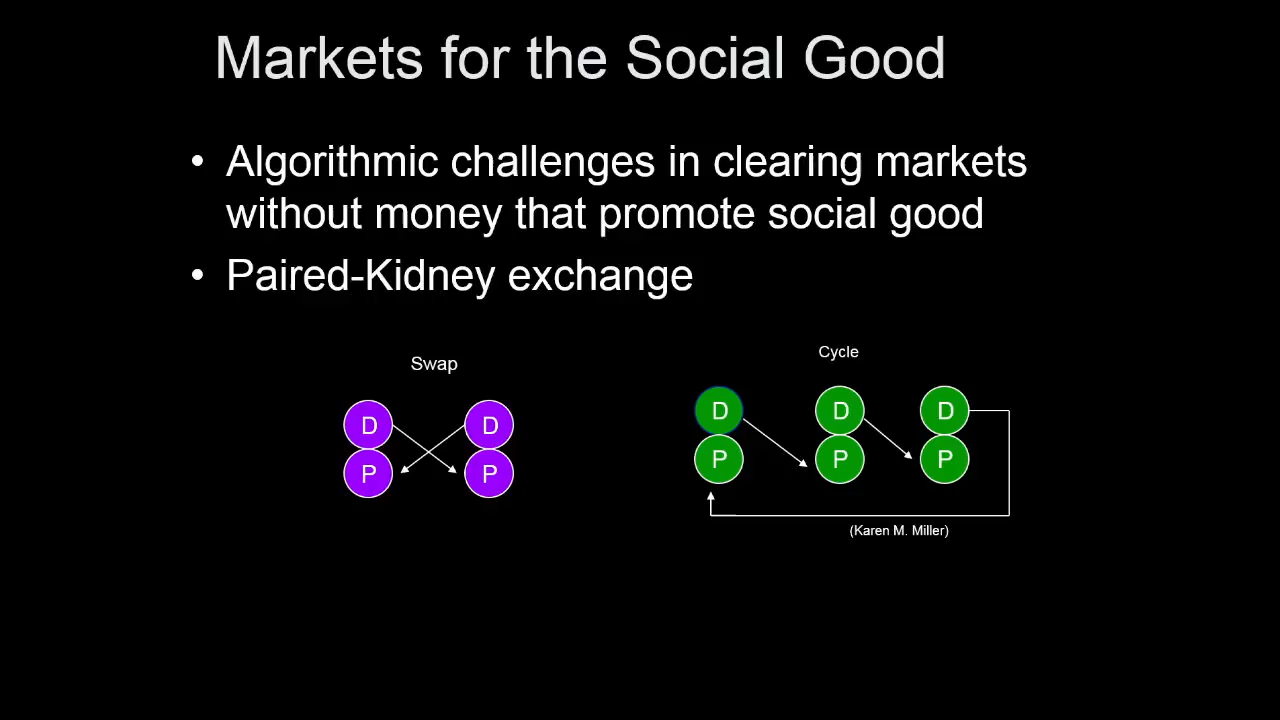 Markets for the Social Good
• Algorithmic challenges in clearing markets
without money that promote social good
• Paired-Kidney exchange
Swap
D D
P P
Cycle
D D D
P P P
(Karen M. Miller)